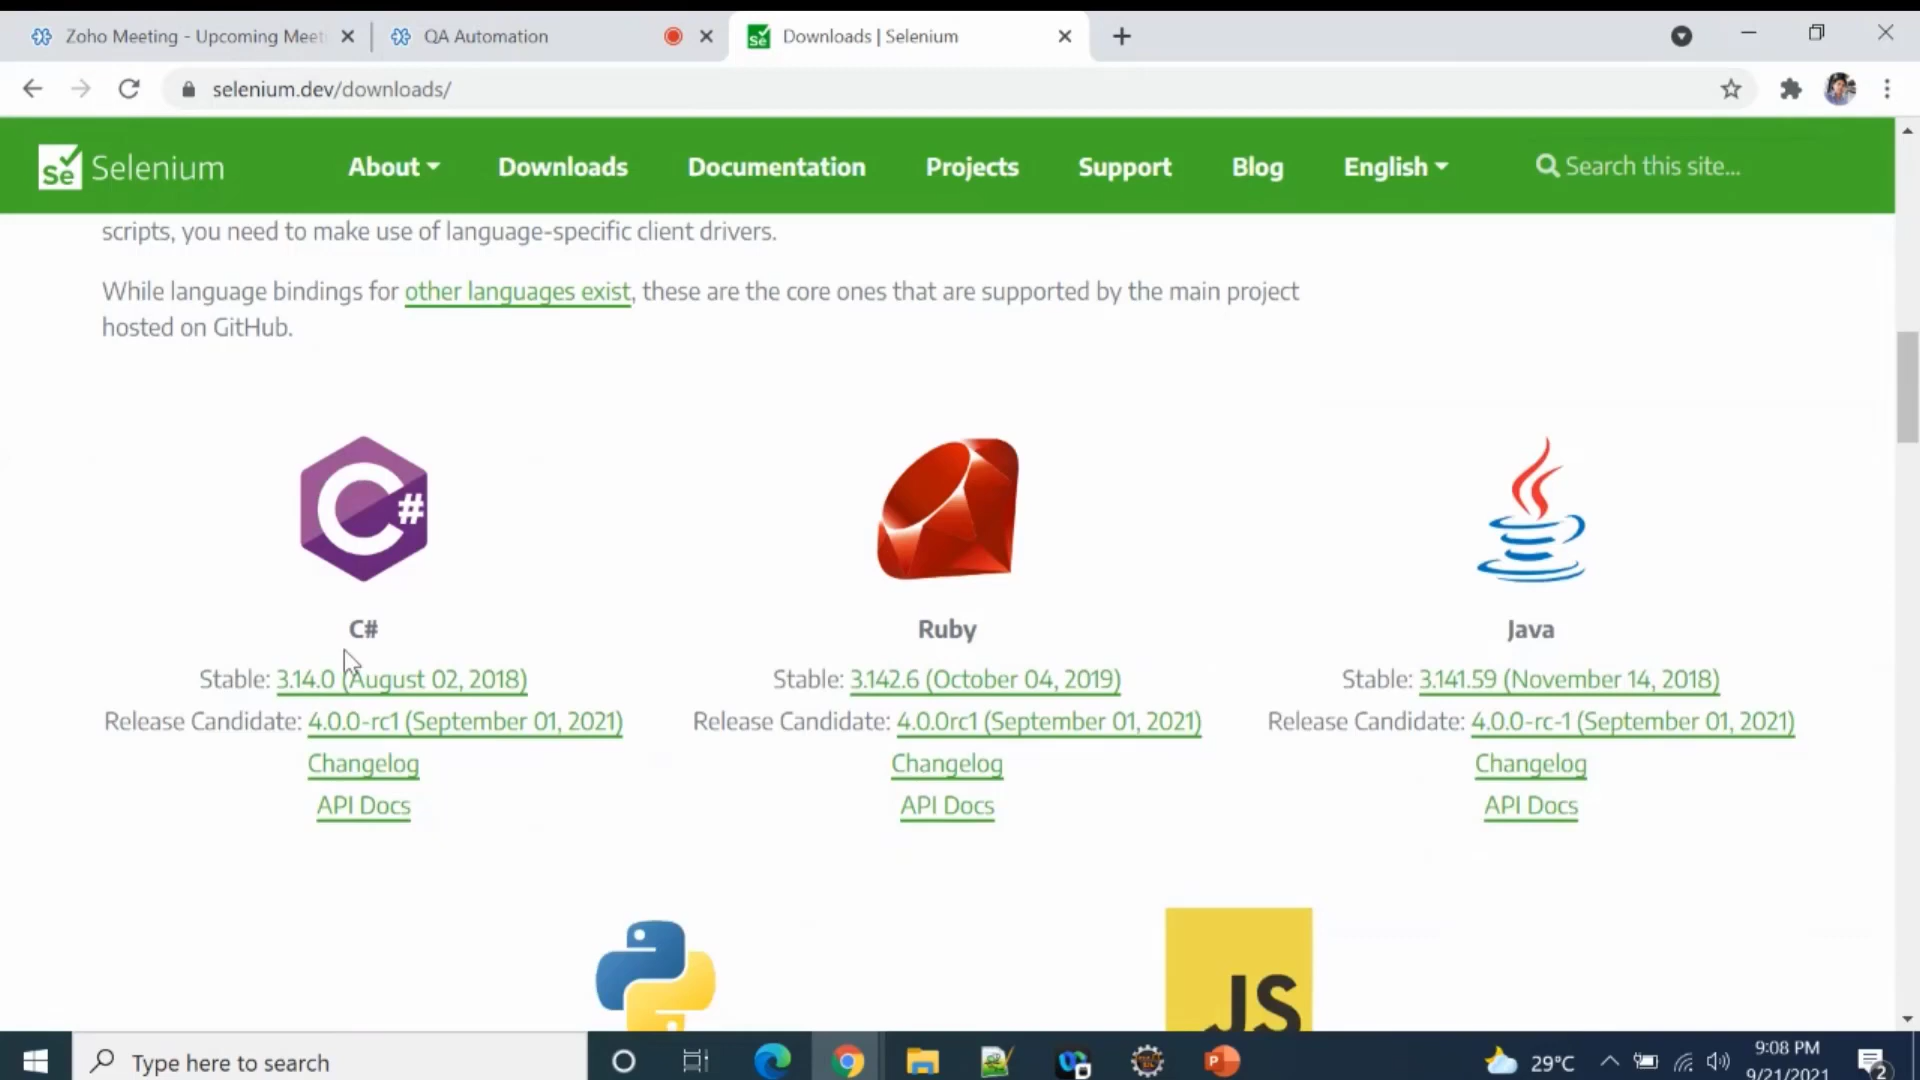 Zoho Meeting - Upcoming Meet
QA Automation
Downloads | Selenium
selenium.dev/downloads/
Se Selenium
About
Downloads
Documentation
Projects
Support
Blog
English
Search this site...
scripts, you need to make use of language-specific client drivers.
While language bindings for other languages exist, these are the core ones that are supported by the main project
hosted on GitHub.
C#
C#
Stable: 3.14.0 (August 02, 2018)
Release Candidate: 4.0.0-rc1 (September 01, 2021)
Changelog
API Docs
Ruby
Stable: 3.142.6 (October 04, 2019)
Release Candidate: 4.0.0rc1 (September 01, 2021)
Changelog
API Docs
Java
Stable: 3.141.59 (November 14, 2018)
Release Candidate: 4.0.0-rc-1 (September 01, 2021)
Changelog
API Docs
JS
Type here to search
29°C
9:08 PM
9/21/2021
2